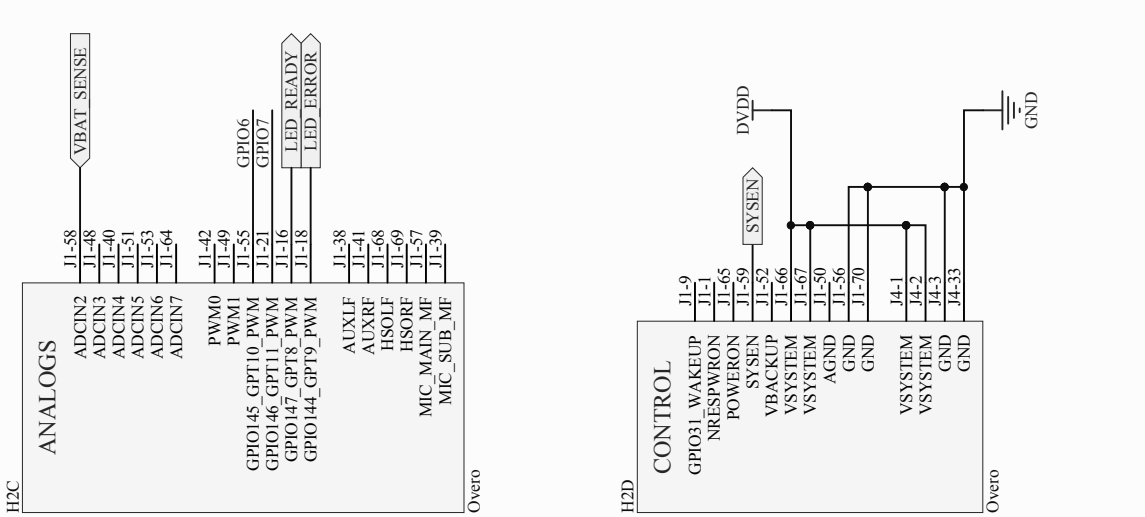 VBAT_SENSE
LED_READY
LED_ERROR
GPIO6
GPIO7
J1-58
J1-48
J1-40
J1-51
J1-53
J1-64
J1-42
J1-49
J1-55
J1-21
J1-16
J1-18
J1-38
J1-41
J1-68
J1-69
J1-57
J1-39
ADCIN2
ADCIN3
ADCIN4
ADCIN5
ADCIN6
ADCIN7
PWM0
PWM1
GPIO145_GPT10_PWM
GPIO146_GPT11_PWM
GPIO147_GPT8_PWM
GPIO144_GPT9_PWM
AUXLF
AUXRF
HSOLF
HSORF
MIC_MAIN_MF
MIC_SUB_MF
ANALOGS
H2C
Overo
DVDD
GND
SYSEN
J1-9
J1-1
J1-65
J1-59
J1-52
J1-66
J1-67
J1-50
J1-56
J1-70
J4-1
J4-2
J4-3
J4-33
GPIO31_WAKEUP
NRESPWRON
POWERON
SYSEN
VBACKUP
VSYSTEM
VSYSTEM
AGND
GND
GND
VSYSTEM
VSYSTEM
GND
GND
CONTROL
H2D
Overo